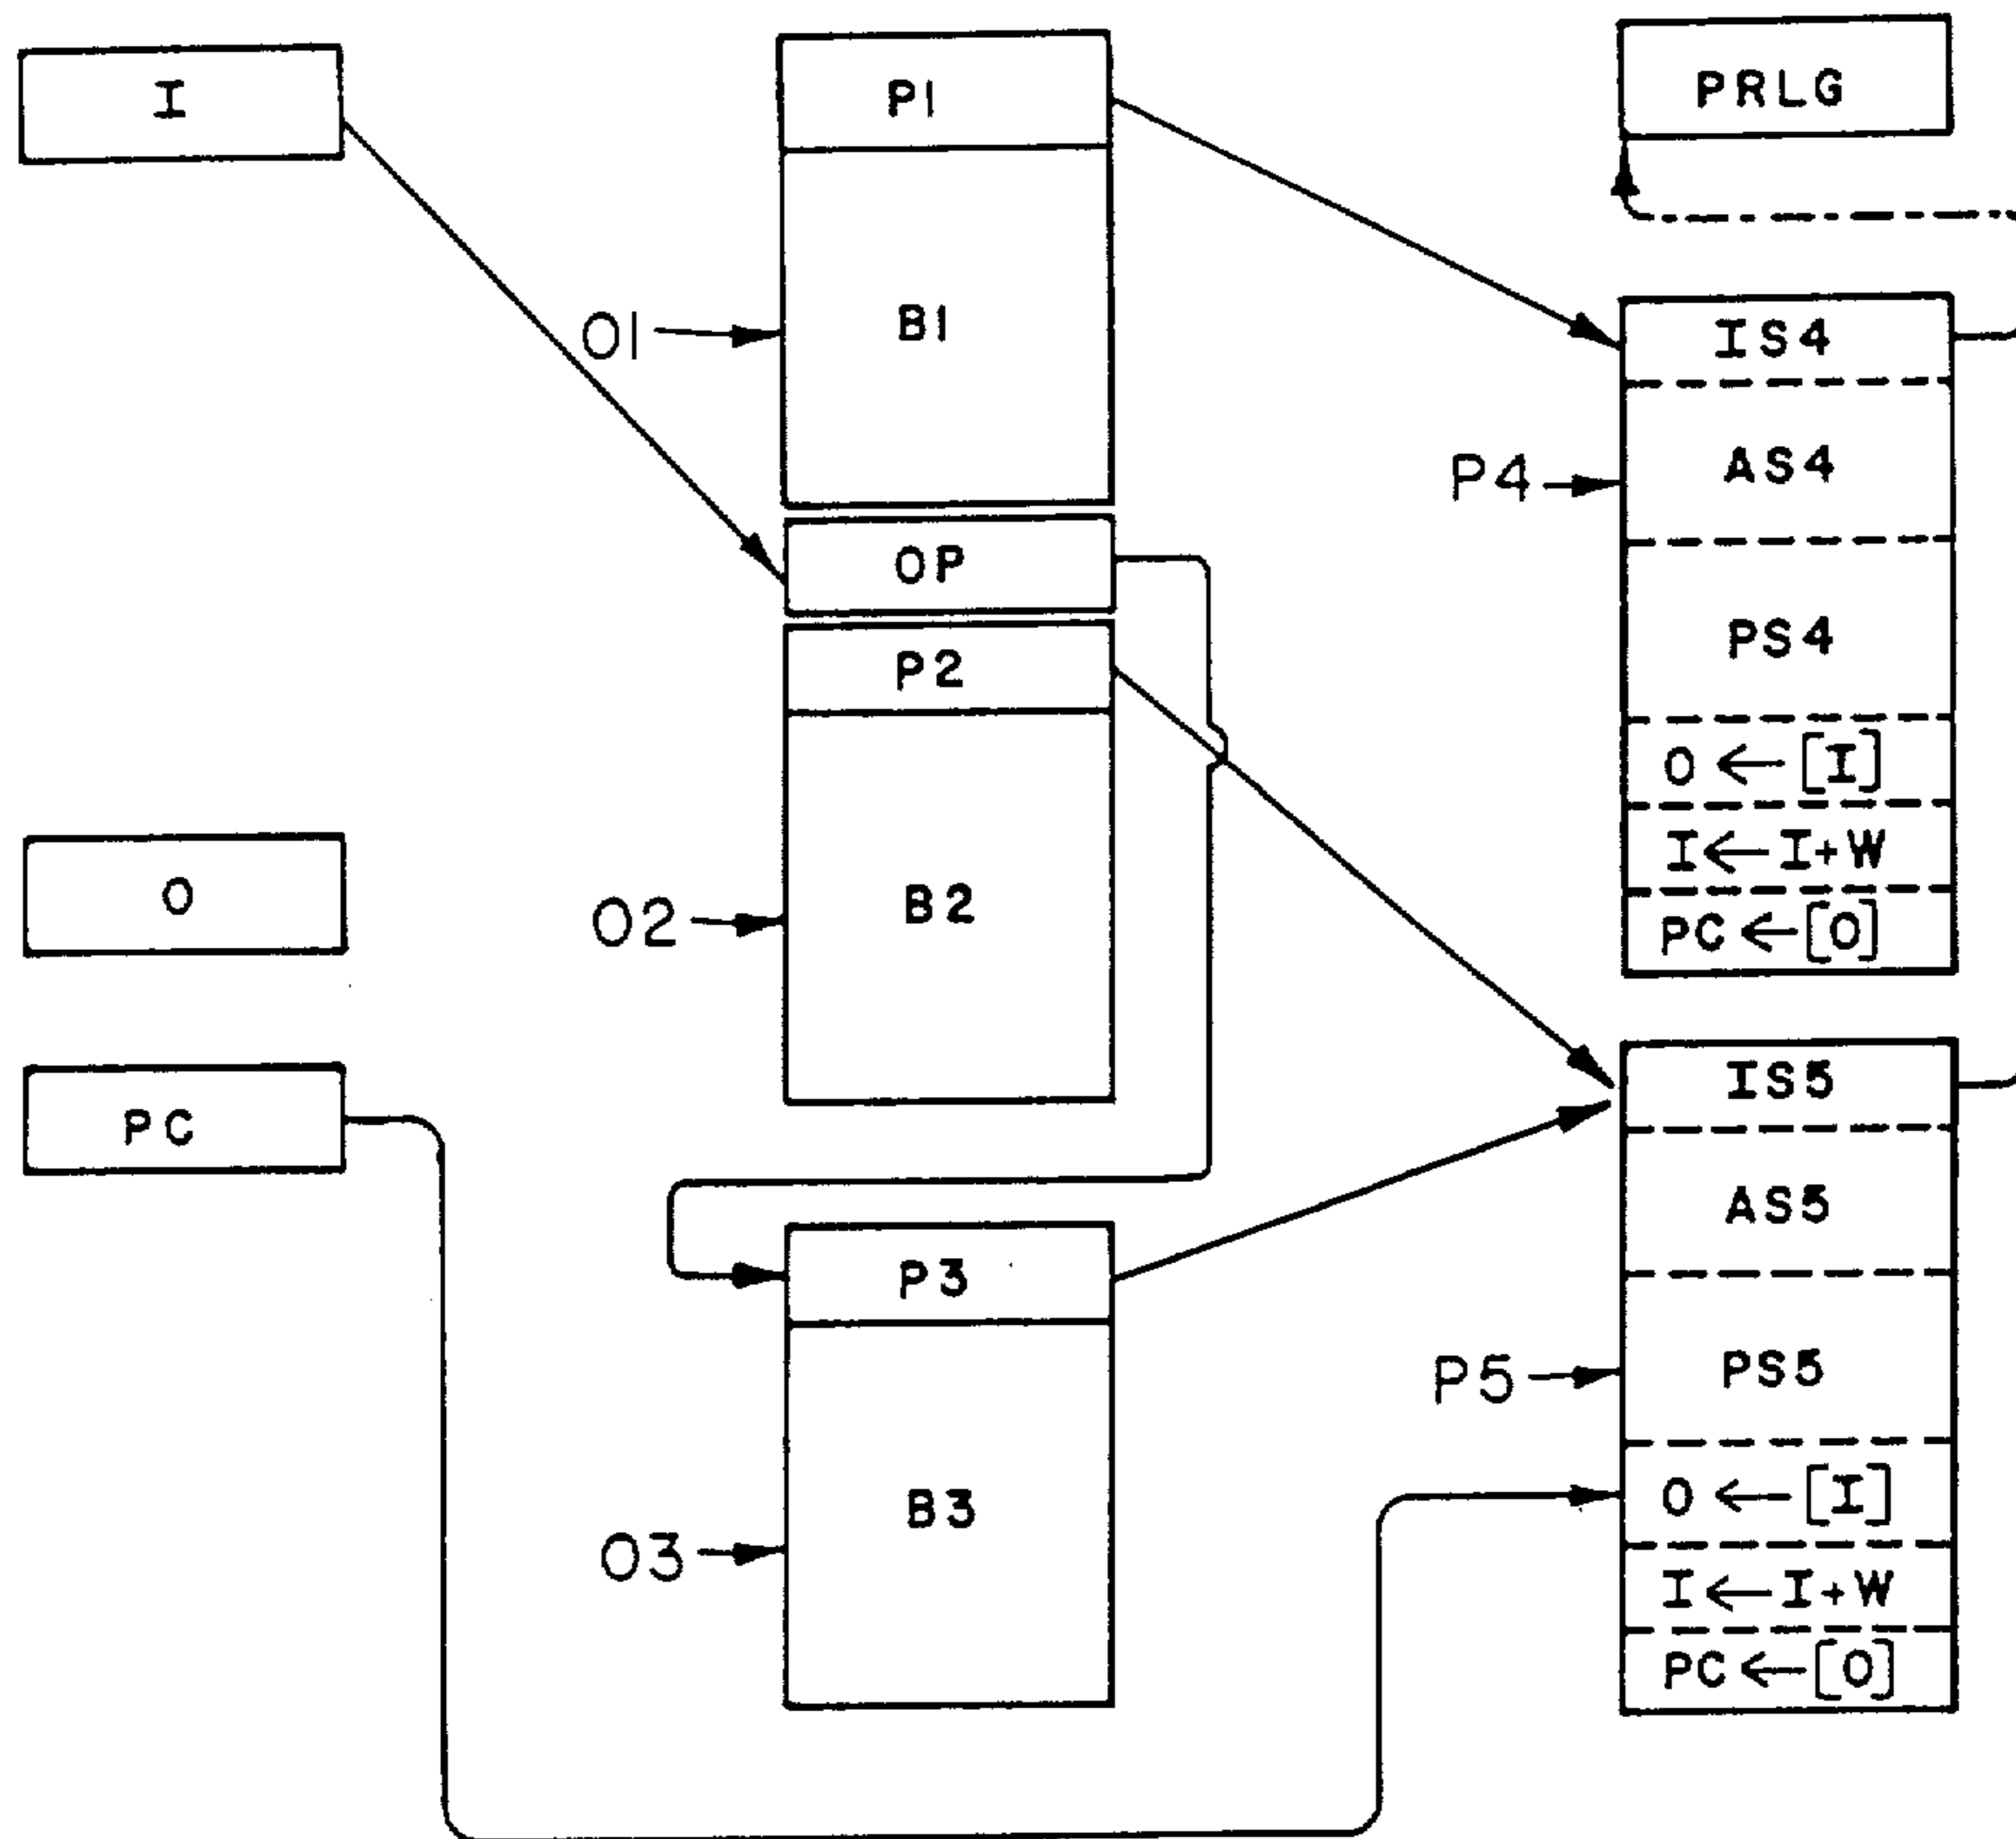 I
O
PC
P1
B1
O1
OP
P2
B2
O2
P3
B3
O3
PRLG
IS4
AS4
P4
PS4
O ← [I]
I ← I+W
PC ← [O]
IS5
AS5
PS5
P5
O ← [I]
I ← I+W
PC ← [O]